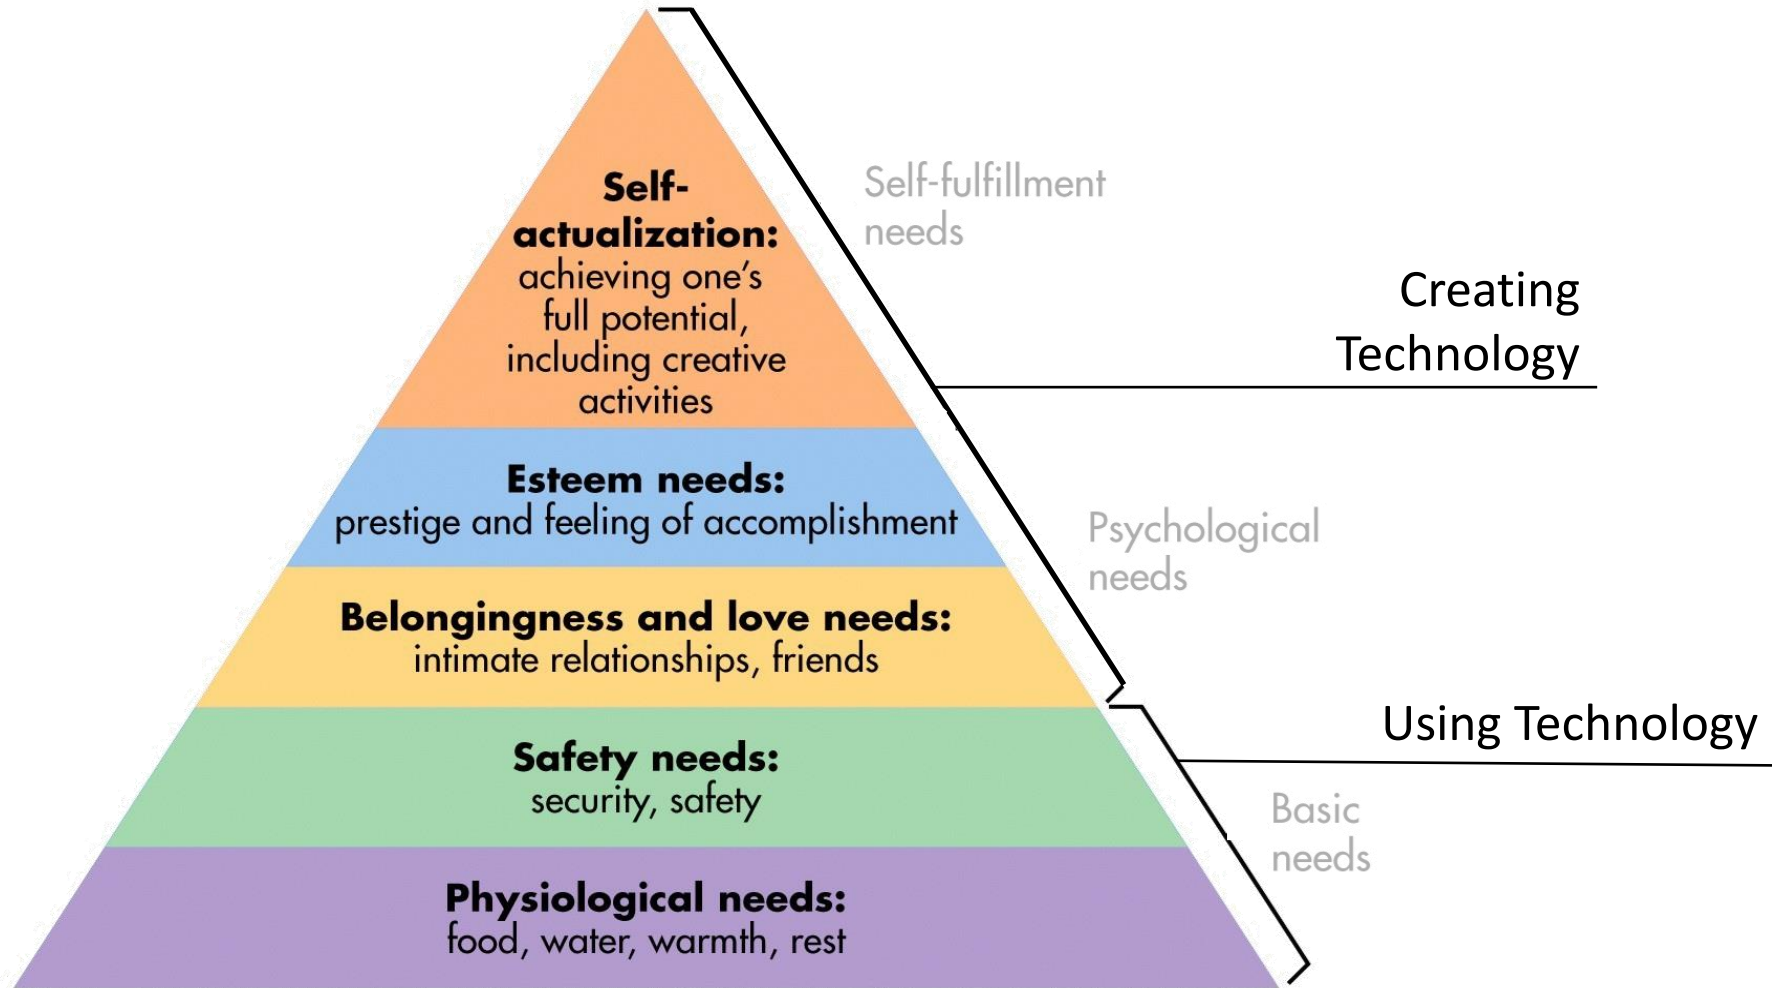 Self-
actualization:
achieving one's
full potential,
including creative
activities
Self-fulfillment
needs
Creating
Technology
Esteem needs:
prestige and feeling of accomplishment
Psychological
needs
Belongingness and love needs:
intimate relationships, friends
Using Technology
Safety needs:
security, safety
Basic
needs
Physiological needs:
food, water, warmth, rest